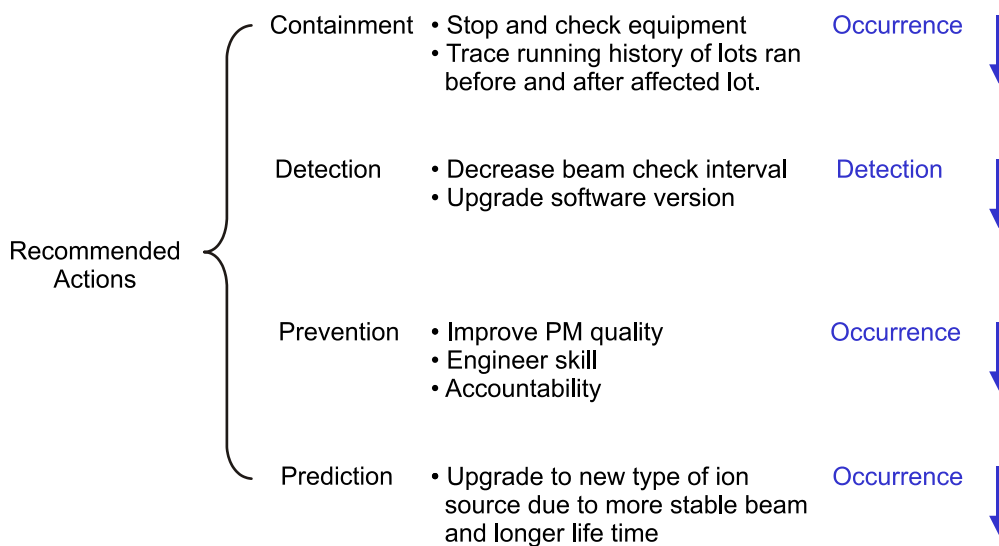 Containment • Stop and check equipment Occurrence
• Trace running history of lots ran
before and after affected lot.
Detection • Decrease beam check interval Detection
• Upgrade software version
Recommended
Actions
Prevention • Improve PM quality Occurrence
• Engineer skill
• Accountability
Prediction • Upgrade to new type of ion Occurrence
source due to more stable beam
and longer life time